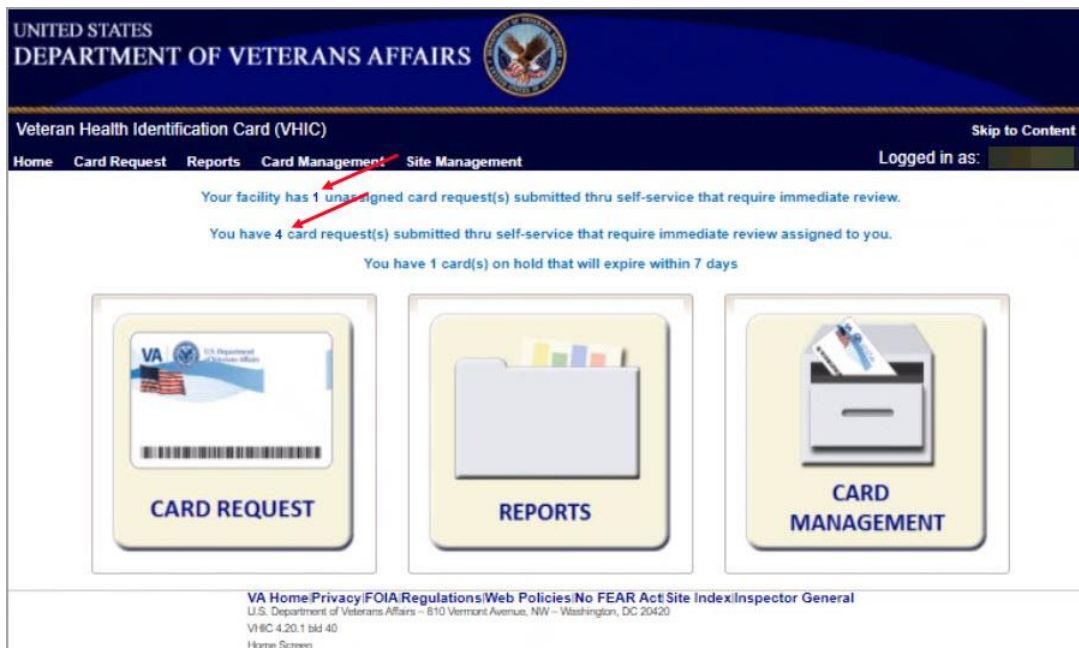 UNITED STATES
DEPARTMENT OF VETERANS AFFAIRS
Veteran Health Identification Card (VHIC)
Skip to Content
Home Card Request Reports Card Management Site Management
Logged in as:
Your facility has 1 unassigned card request(s) submitted thru self-service that require immediate review.
You have 4 card request(s) submitted thru self-service that require immediate review assigned to you.
You have 1 card(s) on hold that will expire within 7 days
VA U.S. Department
of Veterans Affairs
CARD REQUEST
REPORTS
CARD
MANAGEMENT
VA Home|Privacy|FOIA|Regulations|Web Policies|No FEAR Act|Site Index|Inspector General
U.S. Department of Veterans Affairs – 810 Vermont Avenue, NW – Washington, DC 20420
VHIC 4.20.1 bld 40
Home Screen